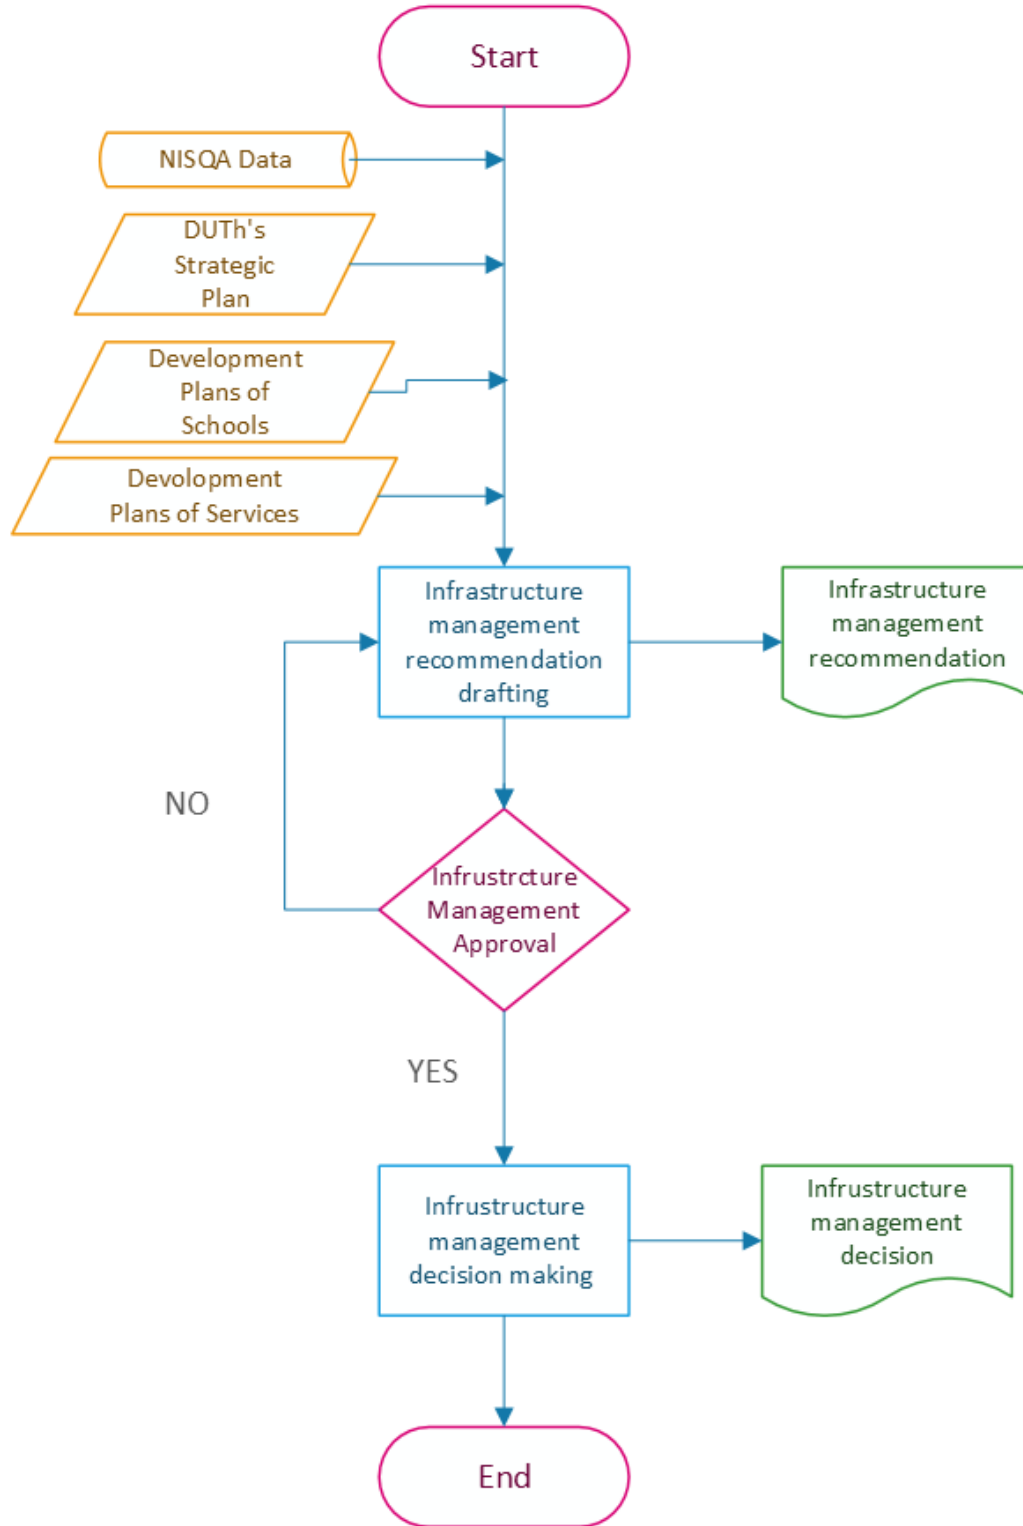 Start
NISQA Data
DUTh's
Strategic
Plan
Development
Plans of
Schools
Devolopment
Plans of Services
Infrastructure
management
recommendation
drafting
Infrastructure
management
recommendation
NO
Infrustrcture
Management
Approval
YES
Infrustructure
management
decision making
Infrustructure
management
decision
End